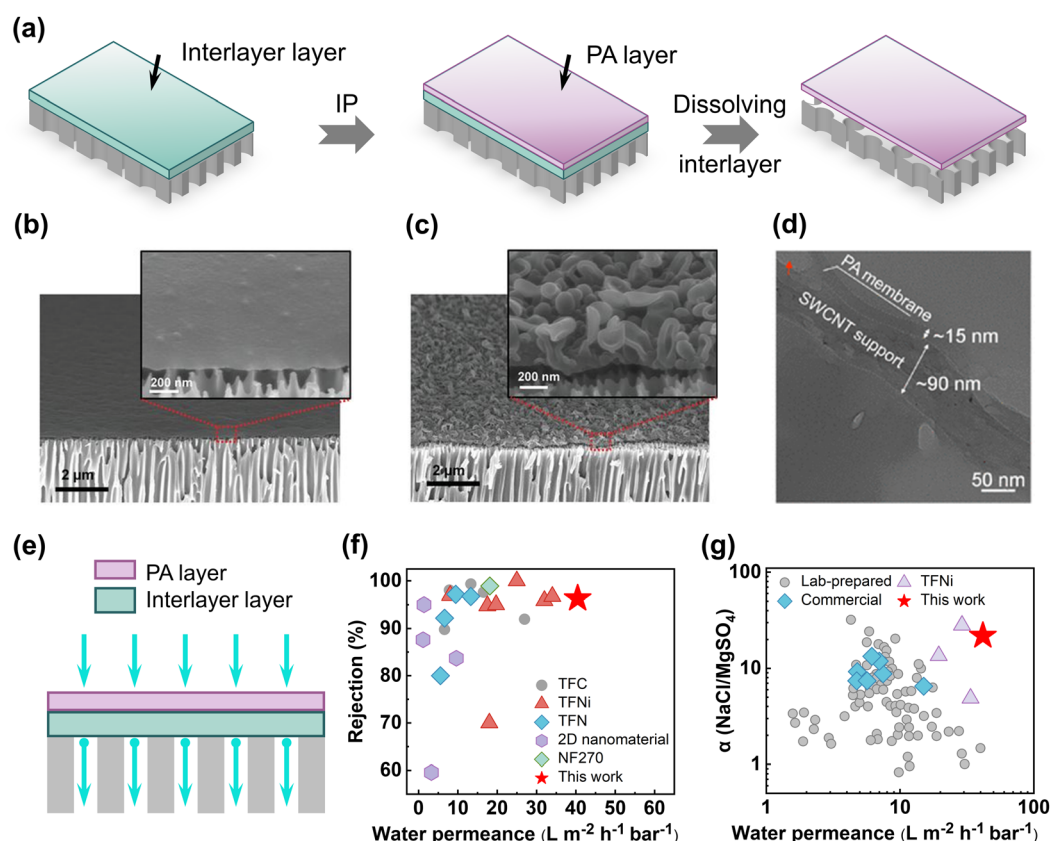 (a)
Interlayer layer
IP
PA layer
Dissolving
interlayer
(b)
200 nm
2 μm
(c)
200 nm
2 μm
(d)
PA membrane
SWCNT support
~15 nm
~90 nm
50 nm
(e)
PA layer
Interlayer layer
(f)
Rejection (%)
100
90
80
70
60
TFC
TFNi
TFN
2D nanomaterial
NF270
This work
0 10 20 30 40 50 60
Water permeance (L m⁻² h⁻¹ bar⁻¹)
(g)
α (NaCl/MgSO₄)
100
10
1
Lab-prepared
TFNi
Commercial
This work
1 10 100
Water permeance (L m⁻² h⁻¹ bar⁻¹)